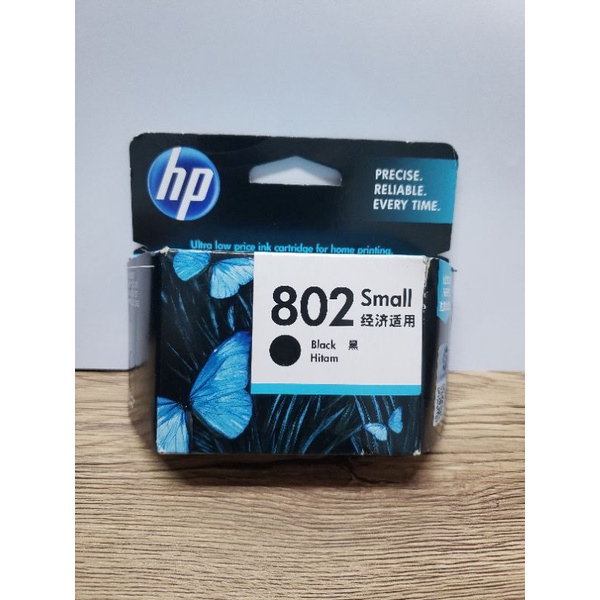 hp
PRECISE.
RELIABLE.
EVERY TIME.
Ultra low price ink cartridge for home printing.
802 Small
经济适用
Black 黑
Hitam